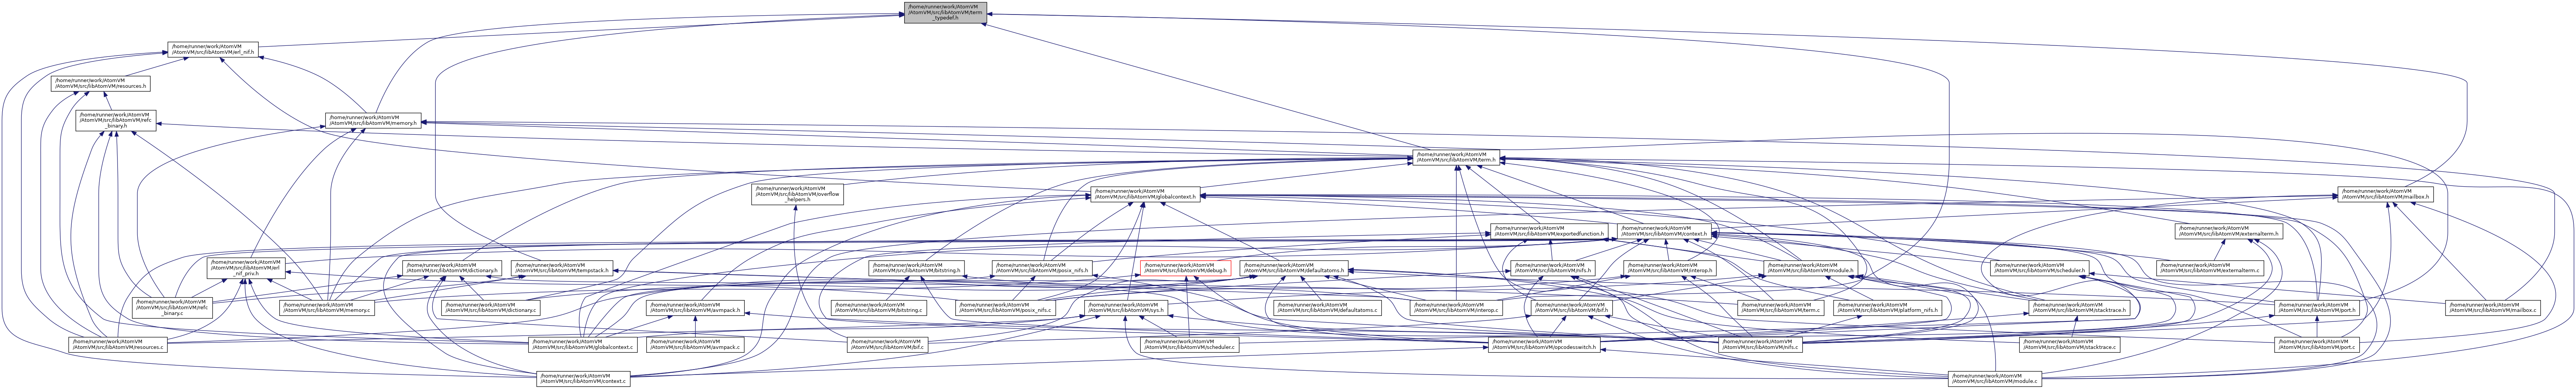 /home/runner/work/AtomVM
/AtomVM/src/libAtomVM/term
_typedef.h
/home/runner/work/AtomVM
/AtomVM/src/libAtomVM/erl_nif.h
/home/runner/work/AtomVM
/AtomVM/src/libAtomVM/resources.h
/home/runner/work/AtomVM
/AtomVM/src/libAtomVM/refc
_binary.h
/home/runner/work/AtomVM
/AtomVM/src/libAtomVM/memory.h
/home/runner/work/AtomVM
/AtomVM/src/libAtomVM/term.h
/home/runner/work/AtomVM
/AtomVM/src/libAtomVM/overflow
_helpers.h
/home/runner/work/AtomVM
/AtomVM/src/libAtomVM/globalcontext.h
/home/runner/work/AtomVM
/AtomVM/src/libAtomVM/mailbox.h
/home/runner/work/AtomVM
/AtomVM/src/libAtomVM/exportedfunction.h
/home/runner/work/AtomVM
/AtomVM/src/libAtomVM/context.h
/home/runner/work/AtomVM
/AtomVM/src/libAtomVM/externalterm.h
/home/runner/work/AtomVM
/AtomVM/src/libAtomVM/erl
_nif_priv.h
/home/runner/work/AtomVM
/AtomVM/src/libAtomVM/dictionary.h
/home/runner/work/AtomVM
/AtomVM/src/libAtomVM/tempstack.h
/home/runner/work/AtomVM
/AtomVM/src/libAtomVM/bitstring.h
/home/runner/work/AtomVM
/AtomVM/src/libAtomVM/posix_nifs.h
/home/runner/work/AtomVM
/AtomVM/src/libAtomVM/debug.h
/home/runner/work/AtomVM
/AtomVM/src/libAtomVM/defaultatoms.h
/home/runner/work/AtomVM
/AtomVM/src/libAtomVM/nifs.h
/home/runner/work/AtomVM
/AtomVM/src/libAtomVM/interop.h
/home/runner/work/AtomVM
/AtomVM/src/libAtomVM/module.h
/home/runner/work/AtomVM
/AtomVM/src/libAtomVM/scheduler.h
/home/runner/work/AtomVM
/AtomVM/src/libAtomVM/externalterm.c
/home/runner/work/AtomVM
/AtomVM/src/libAtomVM/refc
_binary.c
/home/runner/work/AtomVM
/AtomVM/src/libAtomVM/memory.c
/home/runner/work/AtomVM
/AtomVM/src/libAtomVM/dictionary.c
/home/runner/work/AtomVM
/AtomVM/src/libAtomVM/avmpack.h
/home/runner/work/AtomVM
/AtomVM/src/libAtomVM/bitstring.c
/home/runner/work/AtomVM
/AtomVM/src/libAtomVM/posix_nifs.c
/home/runner/work/AtomVM
/AtomVM/src/libAtomVM/sys.h
/home/runner/work/AtomVM
/AtomVM/src/libAtomVM/defaultatoms.c
/home/runner/work/AtomVM
/AtomVM/src/libAtomVM/interop.c
/home/runner/work/AtomVM
/AtomVM/src/libAtomVM/bif.h
/home/runner/work/AtomVM
/AtomVM/src/libAtomVM/term.c
/home/runner/work/AtomVM
/AtomVM/src/libAtomVM/platform_nifs.h
/home/runner/work/AtomVM
/AtomVM/src/libAtomVM/stacktrace.h
/home/runner/work/AtomVM
/AtomVM/src/libAtomVM/port.h
/home/runner/work/AtomVM
/AtomVM/src/libAtomVM/mailbox.c
/home/runner/work/AtomVM
/AtomVM/src/libAtomVM/resources.c
/home/runner/work/AtomVM
/AtomVM/src/libAtomVM/globalcontext.c
/home/runner/work/AtomVM
/AtomVM/src/libAtomVM/avmpack.c
/home/runner/work/AtomVM
/AtomVM/src/libAtomVM/bif.c
/home/runner/work/AtomVM
/AtomVM/src/libAtomVM/scheduler.c
/home/runner/work/AtomVM
/AtomVM/src/libAtomVM/opcodesswitch.h
/home/runner/work/AtomVM
/AtomVM/src/libAtomVM/nifs.c
/home/runner/work/AtomVM
/AtomVM/src/libAtomVM/stacktrace.c
/home/runner/work/AtomVM
/AtomVM/src/libAtomVM/port.c
/home/runner/work/AtomVM
/AtomVM/src/libAtomVM/context.c
/home/runner/work/AtomVM
/AtomVM/src/libAtomVM/module.c